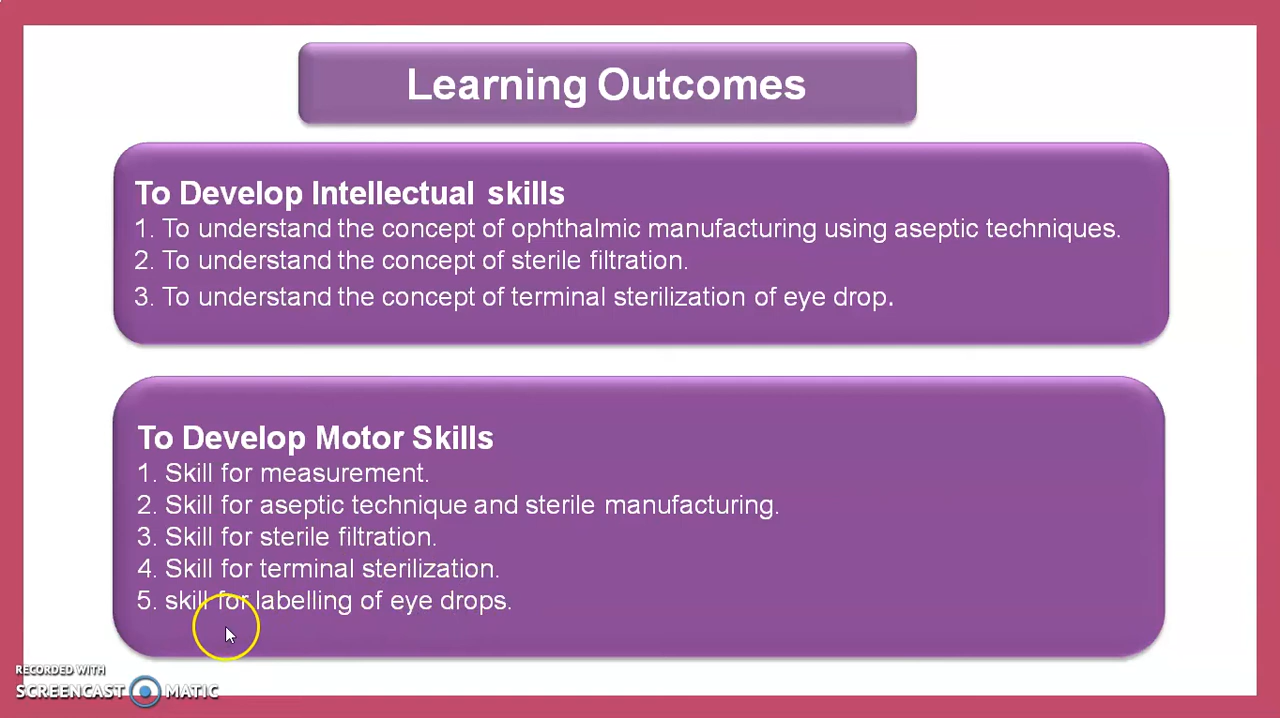 Learning Outcomes
To Develop Intellectual skills
1. To understand the concept of ophthalmic manufacturing using aseptic techniques.
2. To understand the concept of sterile filtration.
3. To understand the concept of terminal sterilization of eye drop.
To Develop Motor Skills
1. Skill for measurement.
2. Skill for aseptic technique and sterile manufacturing.
3. Skill for sterile filtration.
4. Skill for terminal sterilization.
5. skill for labelling of eye drops.
RECORDED WITH
SCREENCAST MATIC